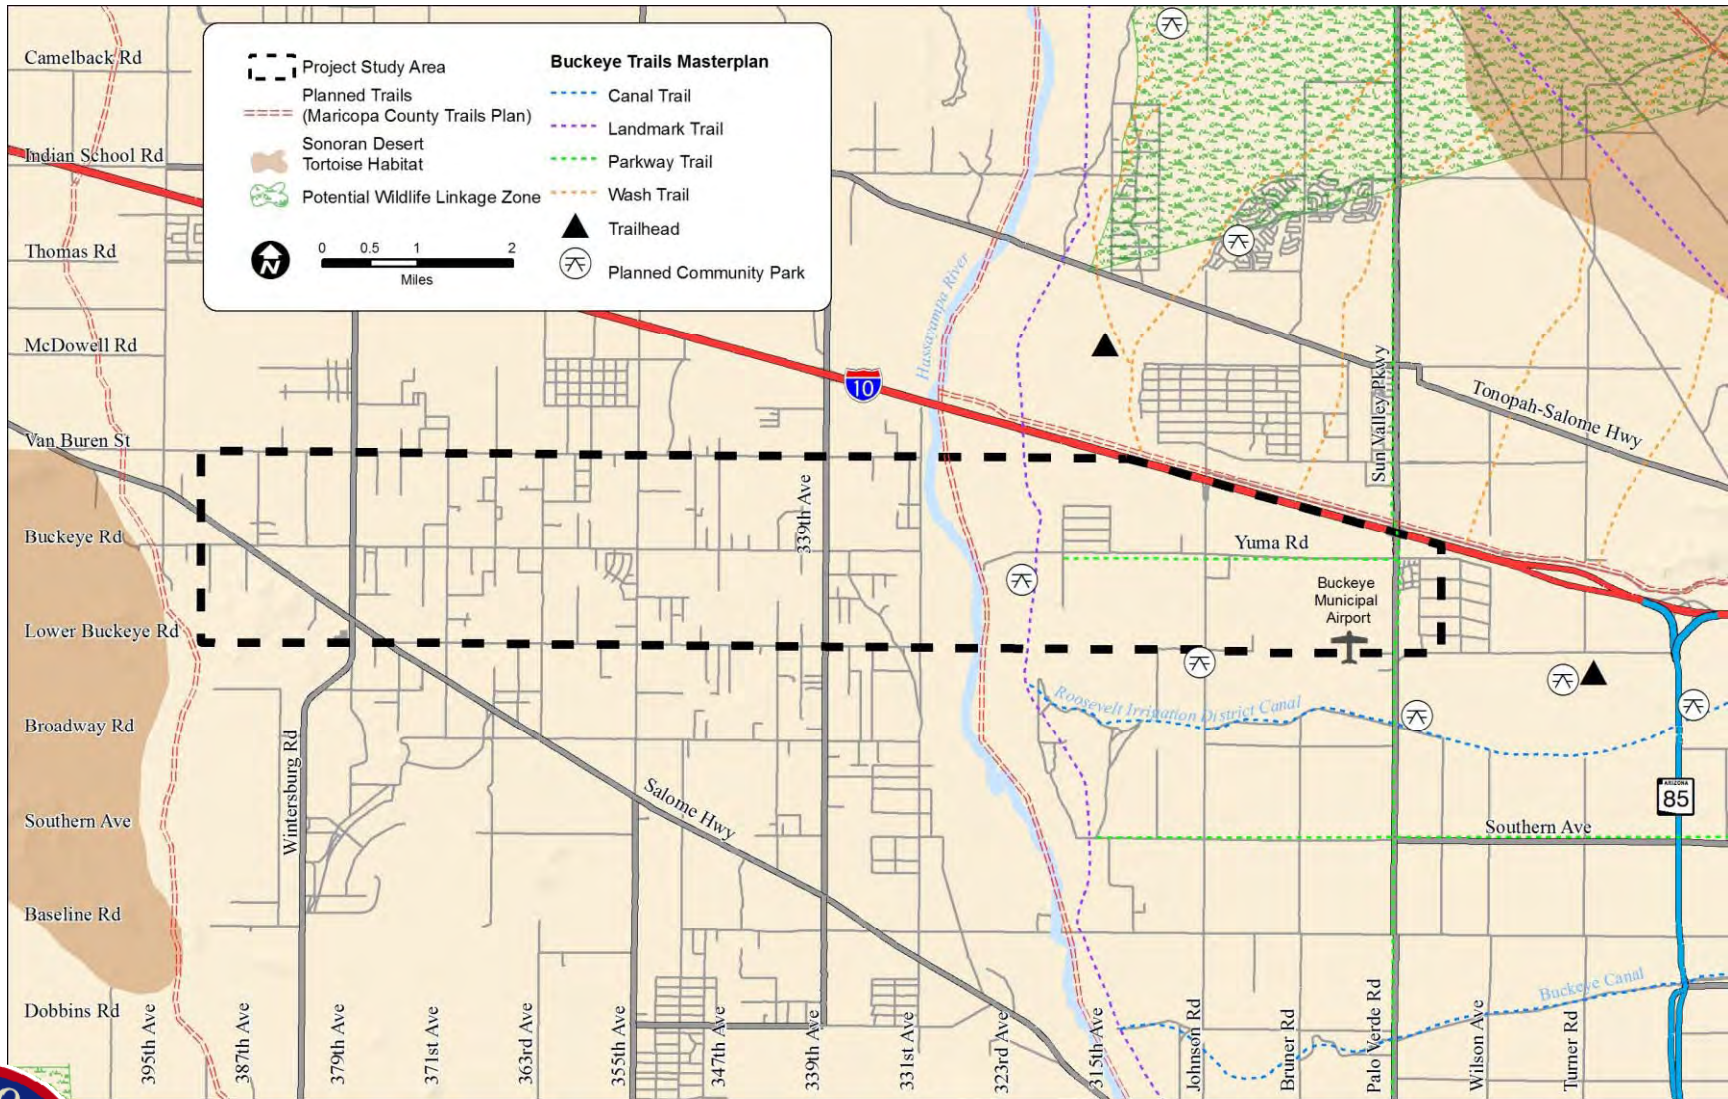 Camelback Rd
Indian School Rd
Thomas Rd
McDowell Rd
Van Buren St
Buckeye Rd
Lower Buckeye Rd
Broadway Rd
Southern Ave
Baseline Rd
Dobbins Rd
Project Study Area
Planned Trails
(Maricopa County Trails Plan)
Sonoran Desert
Tortoise Habitat
Potential Wildlife Linkage Zone
N
0 0.5 1 2
Miles
Buckeye Trails Masterplan
Canal Trail
Landmark Trail
Parkway Trail
Wash Trail
Trailhead
Planned Community Park
10
Hassayampa River
339th Ave
Sun Valley Pkwy
Tonopah-Salome Hwy
Yuma Rd
Buckeye
Municipal
Airport
Roosevelt Irrigation District Canal
Wintersburg Rd
Salome Hwy
ARIZONA
85
Southern Ave
Buckeye Canal
395th Ave
387th Ave
379th Ave
371st Ave
363rd Ave
355th Ave
347th Ave
339th Ave
331st Ave
323rd Ave
315th Ave
Johnson Rd
Bruner Rd
Palo Verde Rd
Wilson Ave
Turner Rd